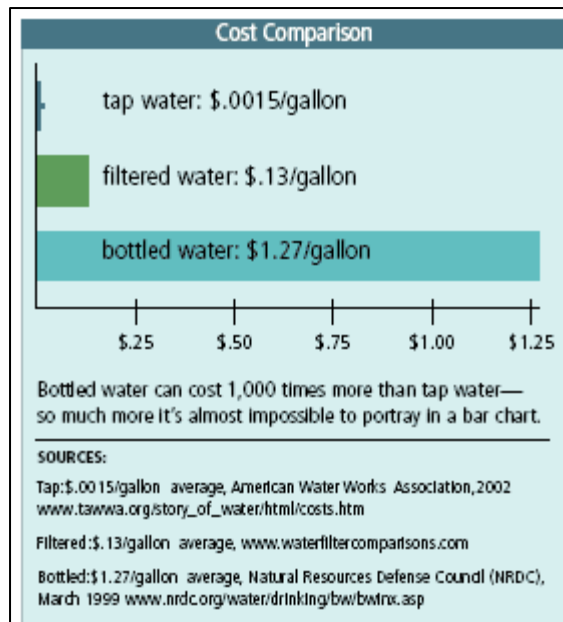 Cost Comparison
tap water: $.0015/gallon
filtered water: $.13/gallon
bottled water: $1.27/gallon
$.25 $.50 $.75 $1.00 $1.25
Bottled water can cost 1,000 times more than tap water—
so much more it's almost impossible to portray in a bar chart.
SOURCES:
Tap:$.0015/gallon average, American Water Works Association,2002
www.tawwa.org/story_of_water/html/costs.htm
Filtered:$.13/gallon average, www.waterfiltercomparisons.com
Bottled:$1.27/gallon average, Natural Resources Defense Council (NRDC),
March 1999 www.nrdc.org/water/drinking/bw/bwinx.asp